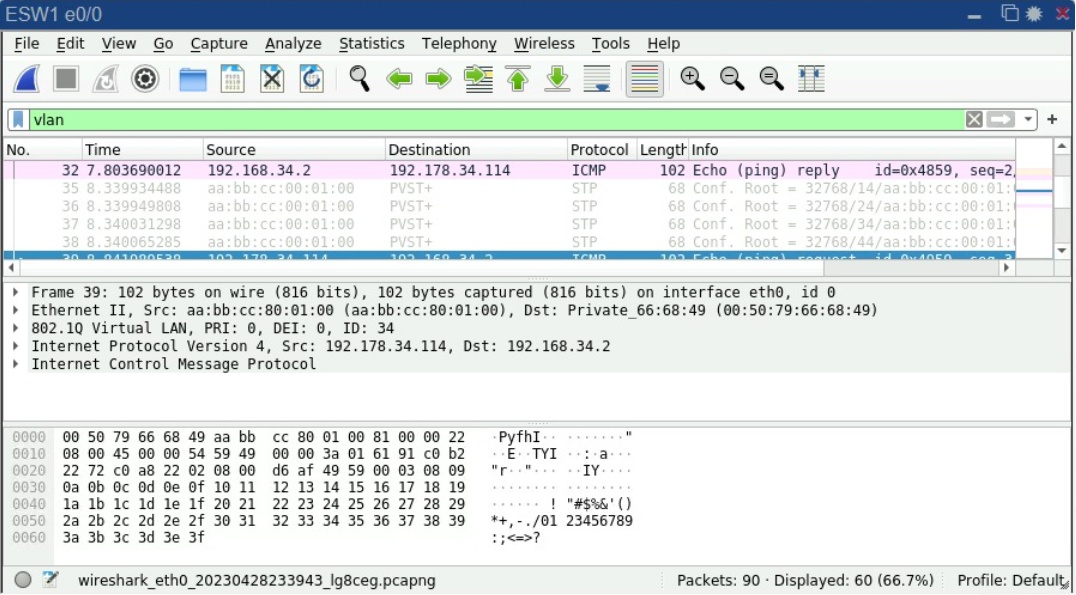 ESW1 e0/0
File Edit View Go Capture Analyze Statistics Telephony Wireless Tools Help
vlan
No. Time Source Destination Protocol Length Info
32 7.803690012 192.168.34.2 192.178.34.114 ICMP 102 Echo (ping) reply id=0x4859, seq=2,
35 8.339934488 aa:bb:cc:00:01:00 PVST+ STP 68 Conf. Root = 32768/14/aa:bb:cc:00:01:
36 8.339949808 aa:bb:cc:00:01:00 PVST+ STP 68 Conf. Root = 32768/24/aa:bb:cc:00:01:
37 8.340031298 aa:bb:cc:00:01:00 PVST+ STP 68 Conf. Root = 32768/34/aa:bb:cc:00:01:
38 8.340065285 aa:bb:cc:00:01:00 PVST+ STP 68 Conf. Root = 32768/44/aa:bb:cc:00:01:
39 192.178.34.114 192.168.34.2 ICMP 102 Echo (ping) request
Frame 39: 102 bytes on wire (816 bits), 102 bytes captured (816 bits) on interface eth0, id 0
Ethernet II, Src: aa:bb:cc:80:01:00 (aa:bb:cc:80:01:00), Dst: Private_66:68:49 (00:50:79:66:68:49)
802.1Q Virtual LAN, PRI: 0, DEI: 0, ID: 34
Internet Protocol Version 4, Src: 192.178.34.114, Dst: 192.168.34.2
Internet Control Message Protocol
0000 00 50 79 66 68 49 aa bb cc 80 01 00 81 00 00 22 ·PyfhI·· ·······"
0010 08 00 45 00 00 54 59 49 00 00 3a 01 61 91 c0 b2 ··E··TYI ··:·a···
0020 22 72 c0 a8 22 02 08 00 d6 af 49 59 00 03 08 09 "r··"··· ··IY····
0030 0a 0b 0c 0d 0e 0f 10 11 12 13 14 15 16 17 18 19 ········ ········
0040 1a 1b 1c 1d 1e 1f 20 21 22 23 24 25 26 27 28 29 ······ ! "#$%&'()
0050 2a 2b 2c 2d 2e 2f 30 31 32 33 34 35 36 37 38 39 *+,-./01 23456789
0060 3a 3b 3c 3d 3e 3f :;<=>?
wireshark_eth0_20230428233943_lg8ceg.pcapng Packets: 90 · Displayed: 60 (66.7%) Profile: Default